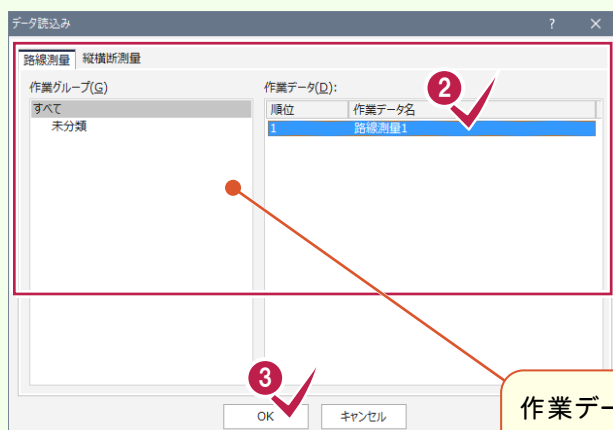 データ読込み ? ×
路線測量 縦横断測量
作業グループ(G) 作業データ(D):
すべて
未分類
順位 作業データ名
1 路線測量1
2
3
OK キャンセル
作業デー